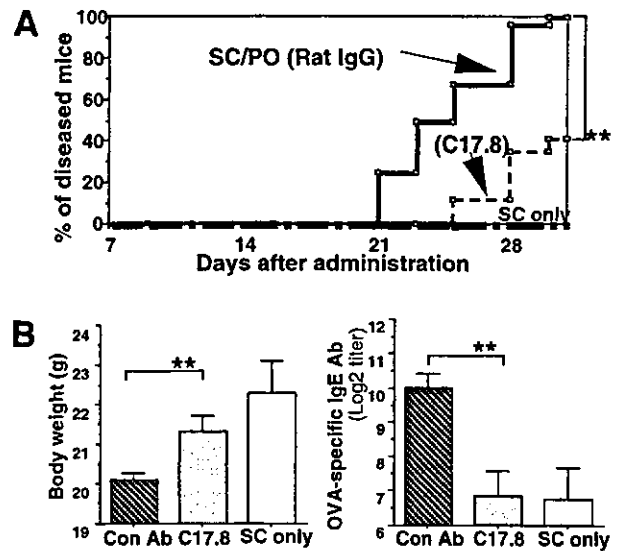 A
% of diseased mice
100
80
60
40
20
0
SC/PO (Rat IgG)
(C17.8)
**
SC only
7 14 21 28
Days after administration
B
Body weight (g)
24
23
22
21
20
19
**
Con Ab C17.8 SC only
OVA-specific IgE Ab
(Log2 titer)
12
11
10
9
8
7
6
**
Con Ab C17.8 SC only